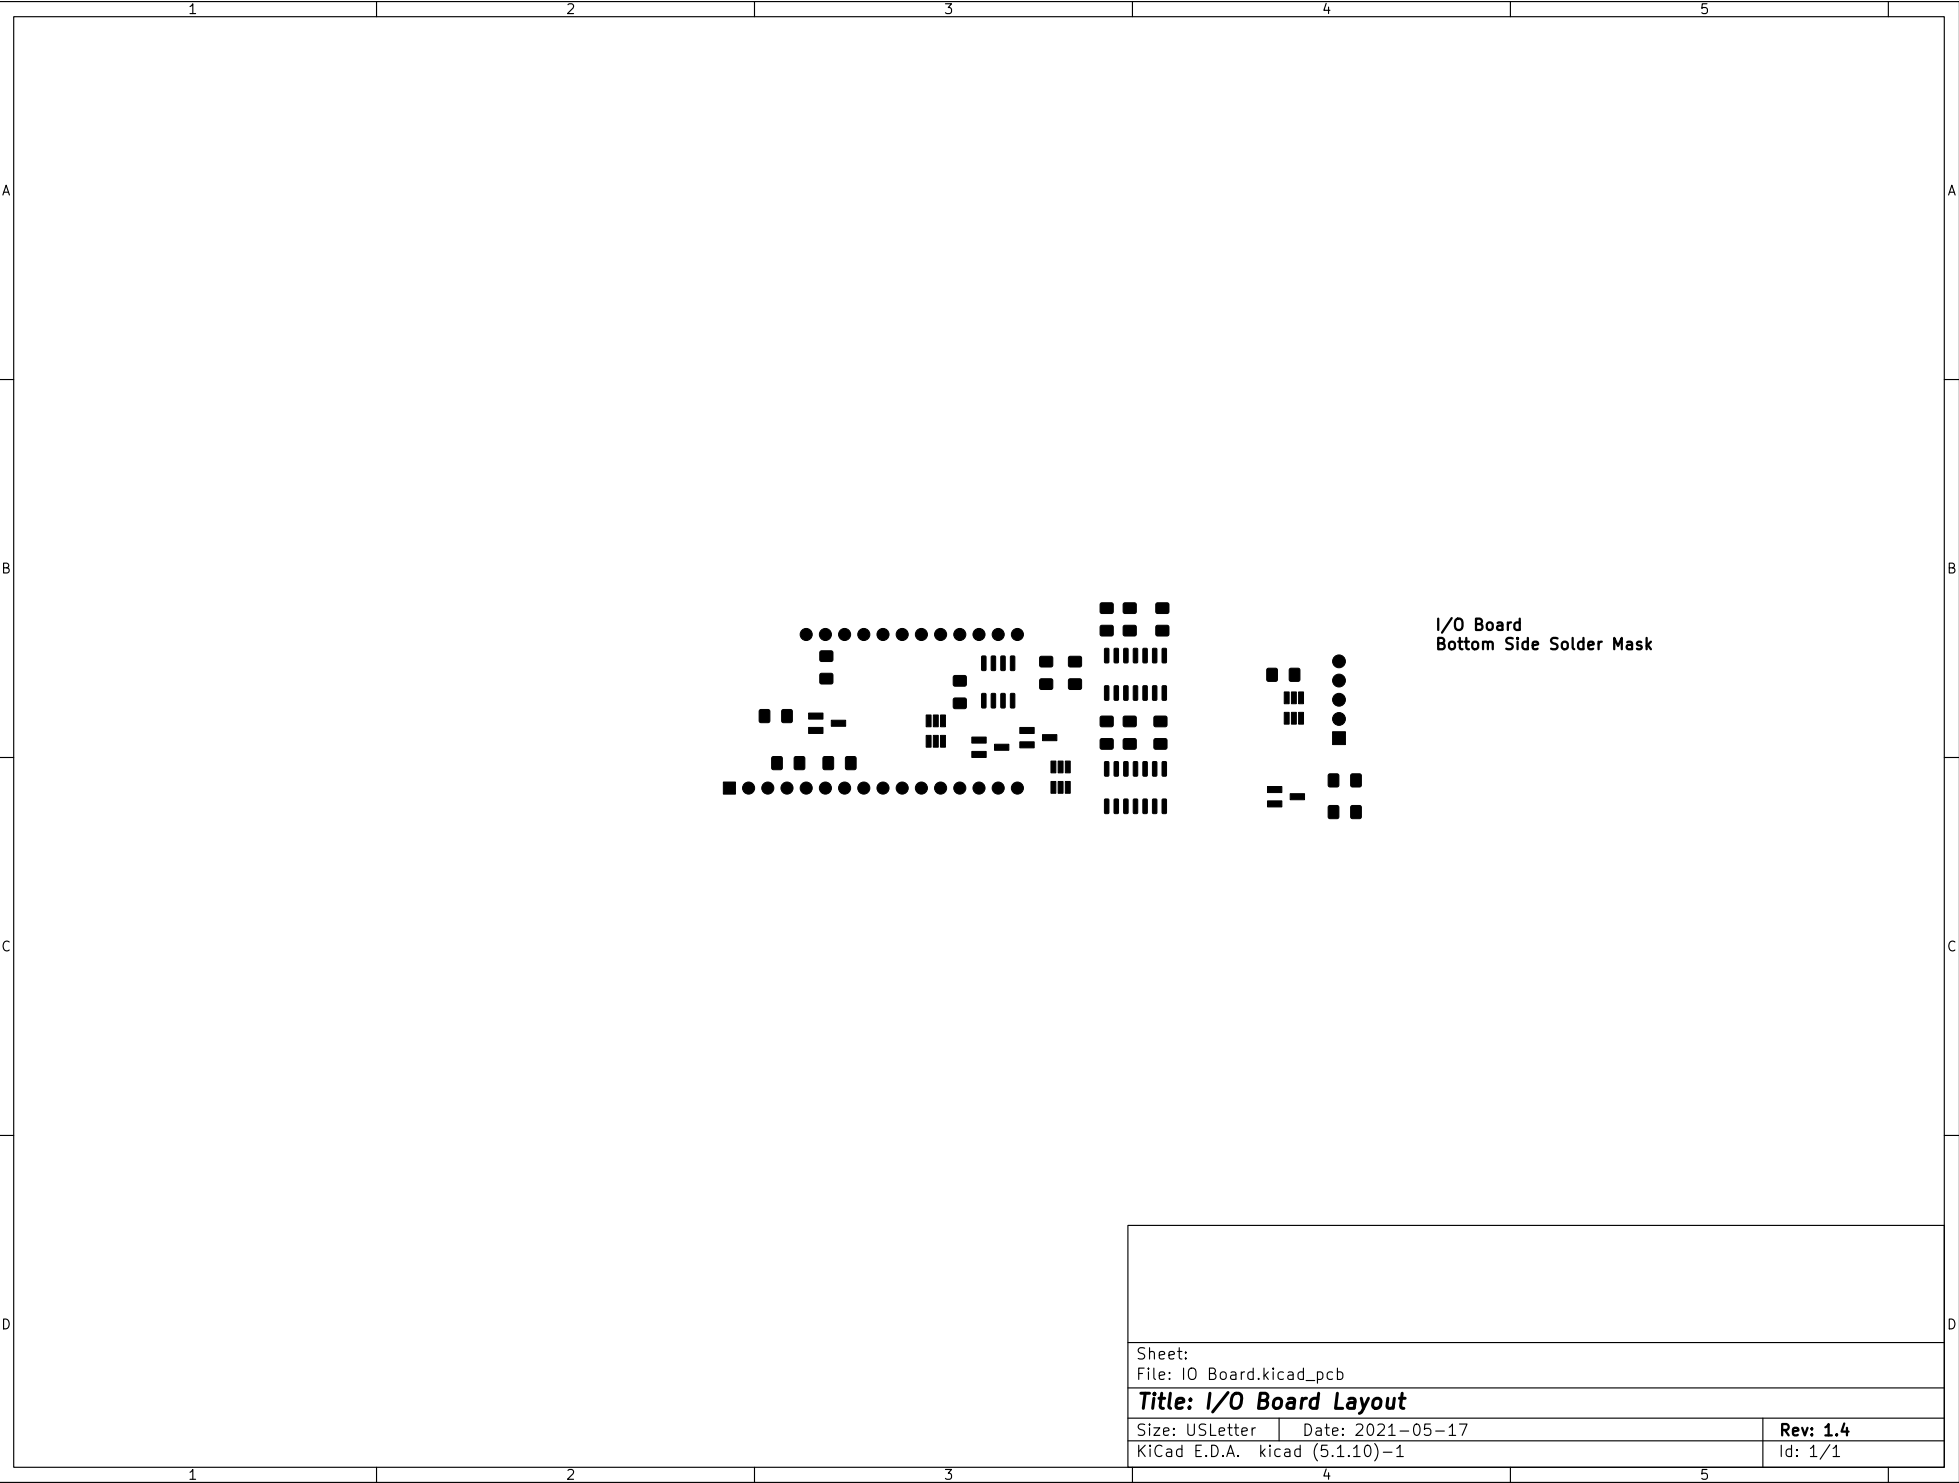 1 2 3 4 5
A A
B B
I/O Board
Bottom Side Solder Mask
C C
D D
Sheet:
File: IO Board.kicad_pcb
Title: I/O Board Layout
Size: USLetter Date: 2021-05-17 Rev: 1.4
KiCad E.D.A. kicad (5.1.10)-1 Id: 1/1
1 2 3 4 5